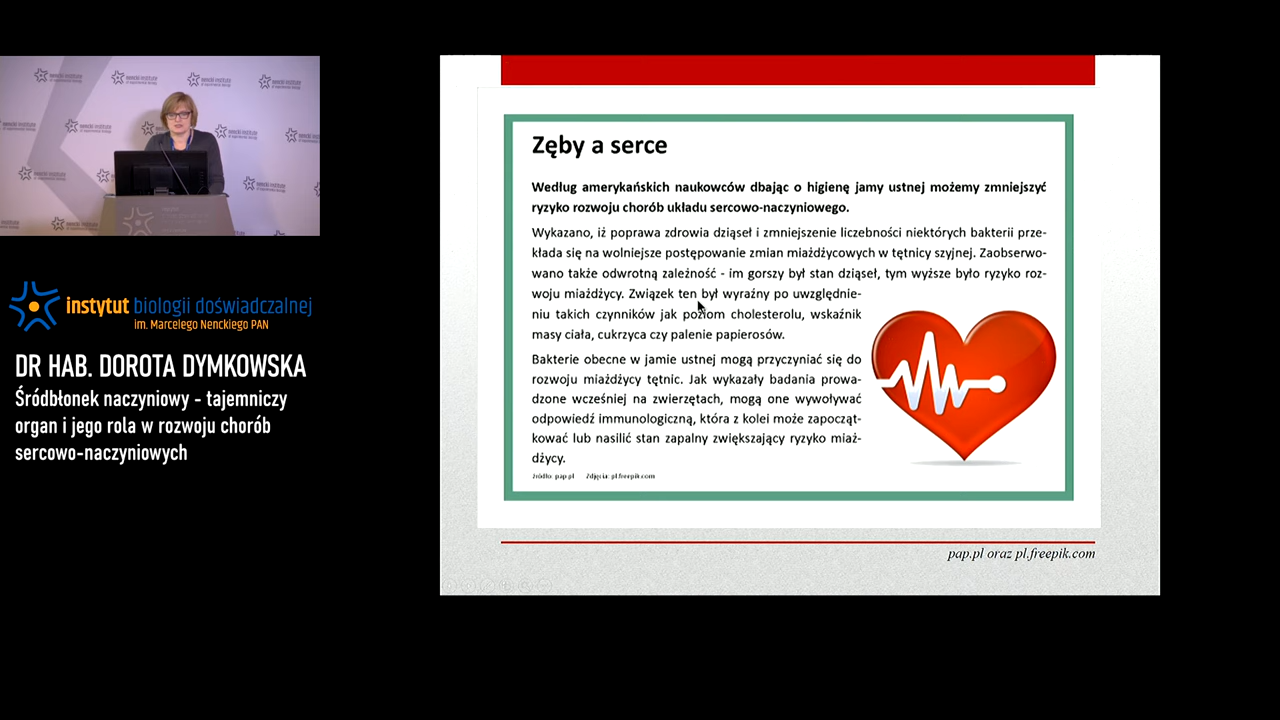 nencki institute
instytut biologii doświadczalnej
im. Marcelego Nenckiego PAN
DR HAB. DOROTA DYMKOWSKA
Śródbłonek naczyniowy - tajemniczy
organ i jego rola w rozwoju chorób
sercowo-naczyniowych
Zęby a serce
Według amerykańskich naukowców dbając o higienę jamy ustnej możemy zmniejszyć
ryzyko rozwoju chorób układu sercowo-naczyniowego.
Wykazano, iż poprawa zdrowia dziąseł i zmniejszenie liczebności niektórych bakterii prze-
kłada się na wolniejsze postępowanie zmian miażdżycowych w tętnicy szyjnej. Zaobserwo-
wano także odwrotną zależność - im gorszy był stan dziąseł, tym wyższe było ryzyko roz-
woju miażdżycy. Związek ten był wyraźny po uwzględnie-
niu takich czynników jak poziom cholesterolu, wskaźnik
masy ciała, cukrzyca czy palenie papierosów.
Bakterie obecne w jamie ustnej mogą przyczyniać się do
rozwoju miażdżycy tętnic. Jak wykazały badania prowa-
dzone wcześniej na zwierzętach, mogą one wywoływać
odpowiedź immunologiczną, która z kolei może zapocząt-
kować lub nasilić stan zapalny zwiększający ryzyko miaż-
dżycy.
źródło: pap.pl Zdjęcia: pl.freepik.com
pap.pl oraz pl.freepik.com